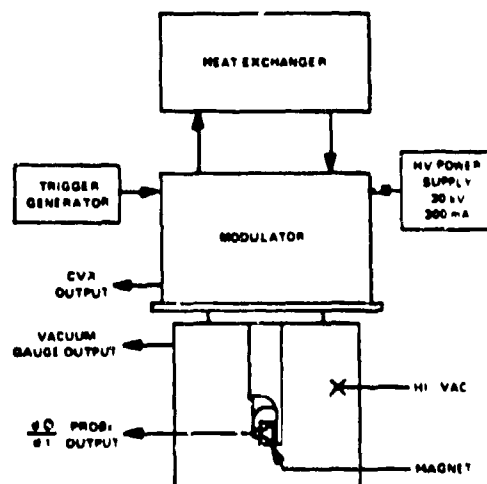 HEAT EXCHANGER
TRIGGER
GENERATOR
HV POWER
SUPPLY
30 kV
300 mA
MODULATOR
CVR
OUTPUT
VACUUM
GAUGE OUTPUT
HI VAC
PROBE
OUTPUT
MAGNET